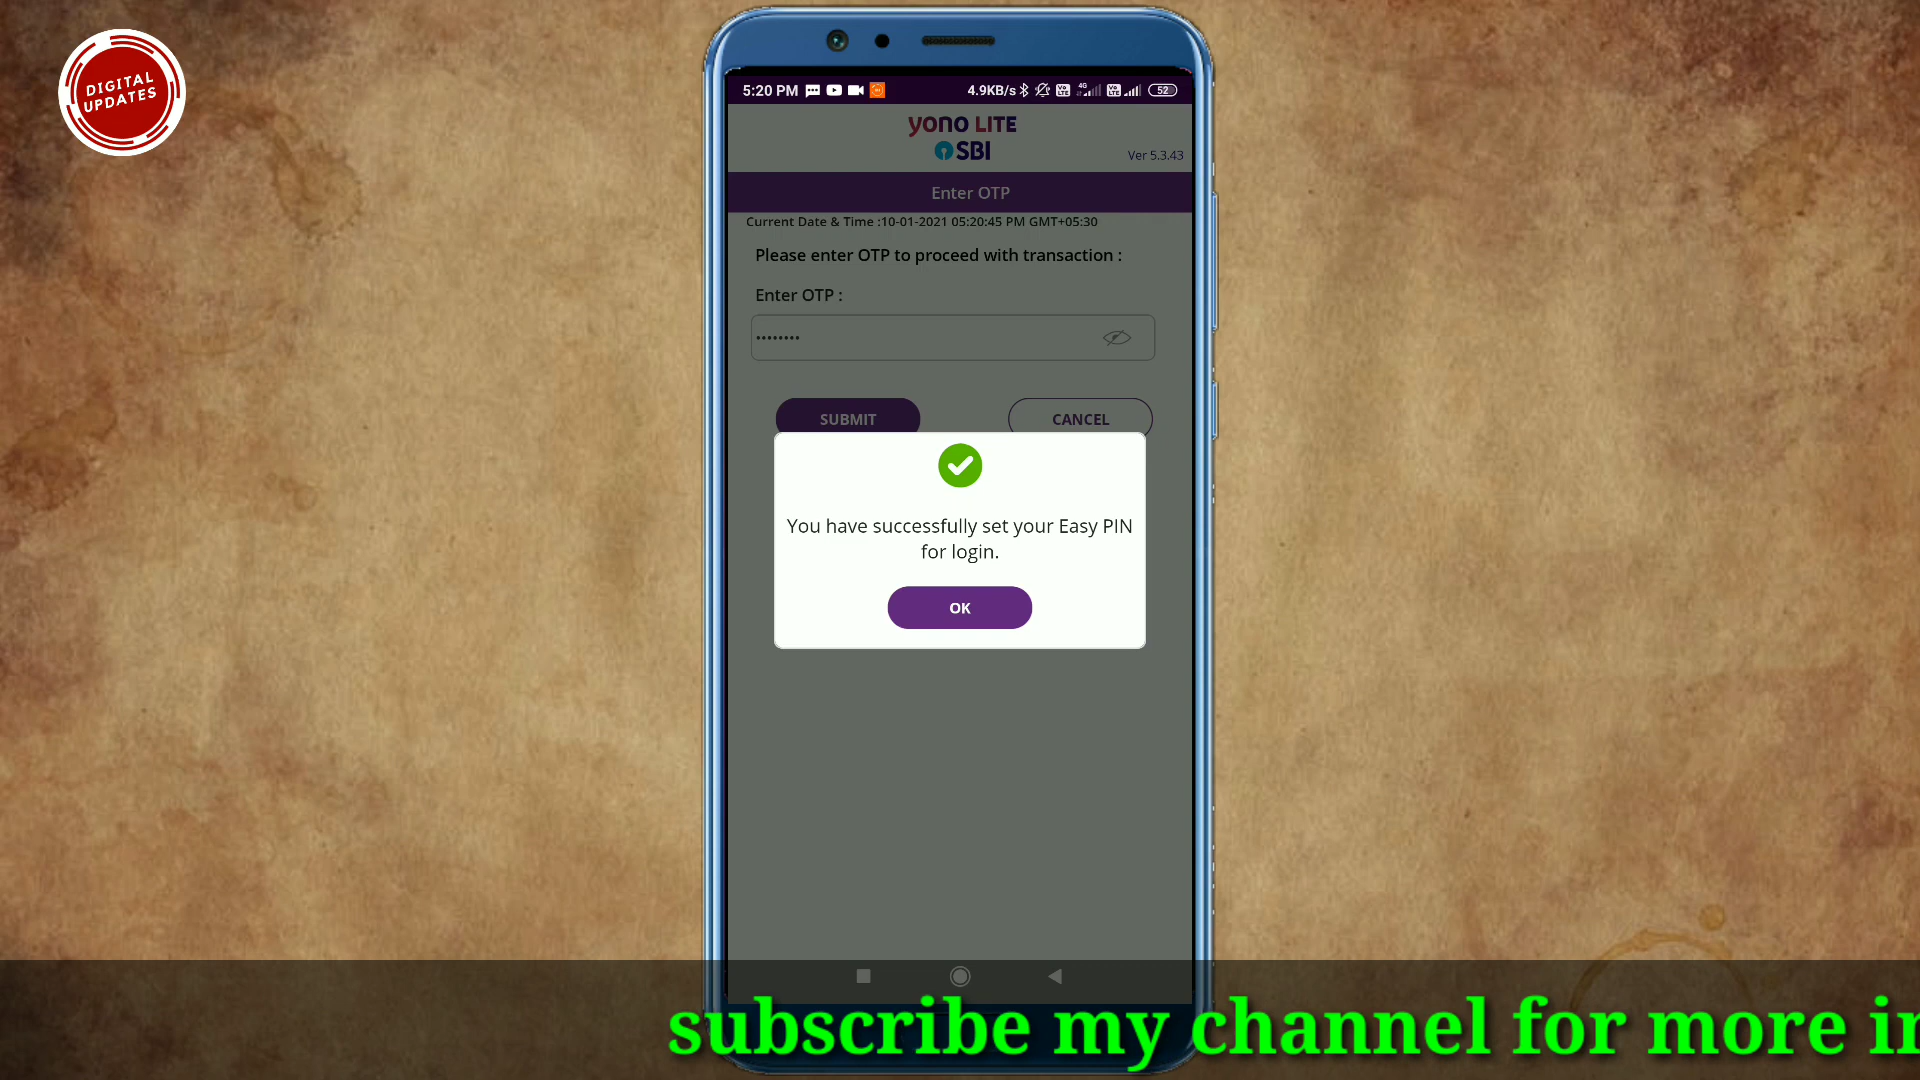 DIGITAL
UPDATES
5:20 PM
4.9KB/s
4G
52
yono LITE
SBI
Ver 5.3.43
Enter OTP
Current Date & Time :10-01-2021 05:20:45 PM GMT+05:30
Please enter OTP to proceed with transaction :
Enter OTP :
••••••••
SUBMIT
CANCEL
You have successfully set your Easy PIN
for login.
OK
subscribe my channel for more in